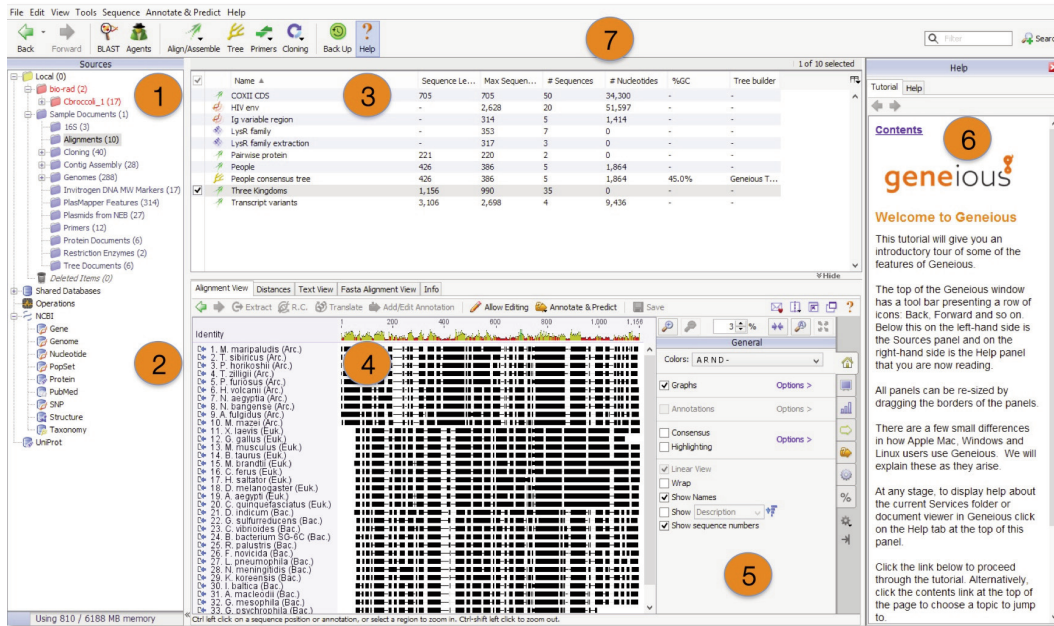 File Edit View Tools Sequence Annotate & Predict Help
Back Forward BLAST Agents Align/Assemble Tree Primers Cloning Back Up Help
7
Filter
Sear
Sources
Local (0)
bio-rad (2)
Cbroccoli_1 (17)
Sample Documents (1)
16S (3)
Alignments (10)
Cloning (40)
Contig Assembly (28)
Genomes (288)
Invitrogen DNA MW Markers (17)
PlasMapper Features (314)
Plasmids from NEB (27)
Primers (12)
Protein Documents (6)
Restriction Enzymes (2)
Tree Documents (6)
Deleted Items (0)
Shared Databases
Operations
NCBI
Gene
Genome
Nucleotide
PopSet
Protein
PubMed
SNP
Structure
Taxonomy
UniProt
1
2
Using 810 / 6188 MB memory
1 of 10 selected
Name Sequence Le... Max Sequen... # Sequences # Nucleotides %GC Tree builder
COXII CDS 705 705 50 34,300 - -
HIV env - 2,628 20 51,597 - -
Ig variable region - 314 5 1,414 - -
LysR family - 353 7 0 - -
LysR family extraction - 317 3 0 - -
Pairwise protein 221 220 2 0 - -
People 426 386 5 1,864 - -
People consensus tree 426 386 5 1,864 45.0% Geneious T...
Three Kingdoms 1,156 990 35 0 - -
Transcript variants 3,106 2,698 4 9,436 - -
3
Hide
Alignment View Distances Text View Fasta Alignment View Info
Extract R.C. Translate Add/Edit Annotation Allow Editing Annotate & Predict Save
1 200 400 600 800 1,000 1,156
Identity
1. M. maripaludis (Arc.)
2. T. sibiricus (Arc.)
3. P. horikoshii (Arc.)
4. T. zilligii (Arc.)
5. P. furiosus (Arc.)
6. H. volcanii (Arc.)
7. N. aegyptia (Arc.)
8. N. bangense (Arc.)
9. A. fulgidus (Arc.)
10. M. mazei (Arc.)
11. X. laevis (Euk.)
12. G. gallus (Euk.)
13. M. musculus (Euk.)
14. B. taurus (Euk.)
15. M. brandtii (Euk.)
16. C. ferus (Euk.)
17. H. saltator (Euk.)
18. D. melanogaster (Euk.)
19. A. aegypti (Euk.)
20. C. quinquefasciatus (Euk.)
21. D. indicum (Bac.)
22. G. sulfurreducens (Bac.)
23. C. vibrioides (Bac.)
24. B. bacterium SG-6C (Bac.)
25. R. palustris (Bac.)
26. F. novicida (Bac.)
27. L. pneumophila (Bac.)
28. N. meningitidis (Bac.)
29. K. koreensis (Bac.)
30. I. baltica (Bac.)
31. A. macleodii (Bac.)
32. G. mesophila (Bac.)
33. G. psychrophila (Bac.)
4
Ctrl left click on a sequence position or annotation, or select a region to zoom in. Ctrl-shift left click to zoom out.
3 %
General
Colors: A R N D -
Graphs Options >
Annotations Options >
Consensus
Options >
Highlighting
Linear View
Wrap
Show Names
Show Description
Show sequence numbers
%
5
Help
Tutorial Help
Contents
6
geneious
Welcome to Geneious
This tutorial will give you an
introductory tour of some of the
features of Geneious.
The top of the Geneious window
has a tool bar presenting a row of
icons: Back, Forward and so on.
Below this on the left-hand side is
the Sources panel and on the
right-hand side is the Help panel
that you are now reading.
All panels can be re-sized by
dragging the borders of the panels.
There are a few small differences
in how Apple Mac, Windows and
Linux users use Geneious. We will
explain these as they arise.
At any stage, to display help about
the current Services folder or
document viewer in Geneious click
on the Help tab at the top of this
panel.
Click the link below to proceed
through the tutorial. Alternatively,
click the contents link at the top of
the page to choose a topic to jump
to.